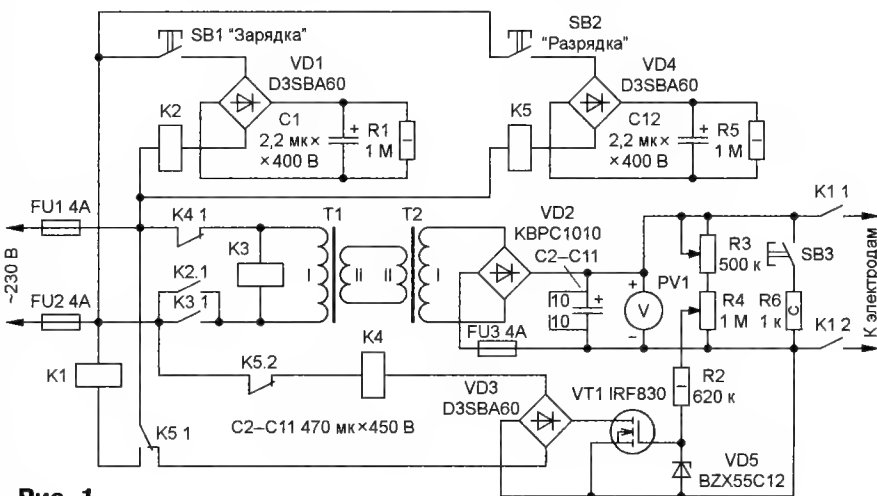 SB1 "Зарядка"
SB2
"Разрядка"
VD1
D3SBA60
VD4
D3SBA60
K2
C1
2,2 мк×
×400 В
+
R1
1 М
K5
C12
2,2 мк×
×400 В
+
R5
1 М
FU1 4А
K4 1
T1
T2
VD2
KBPC1010
K1 1
~230 В
K3
I
II
II
I
C2–C11
R3
500 к
SB3
K2.1
K3 1
10
10
+
+
PV1
V
–
R4
1 М
R6
1 к
C
К электродам
FU2 4А
FU3 4А
K1 2
K1
K5.2
K4
VD3
D3SBA60
VT1 IRF830
R2
620 к
K5 1
C2–C11 470 мк×450 В
VD5
BZX55C12
Рис. 1